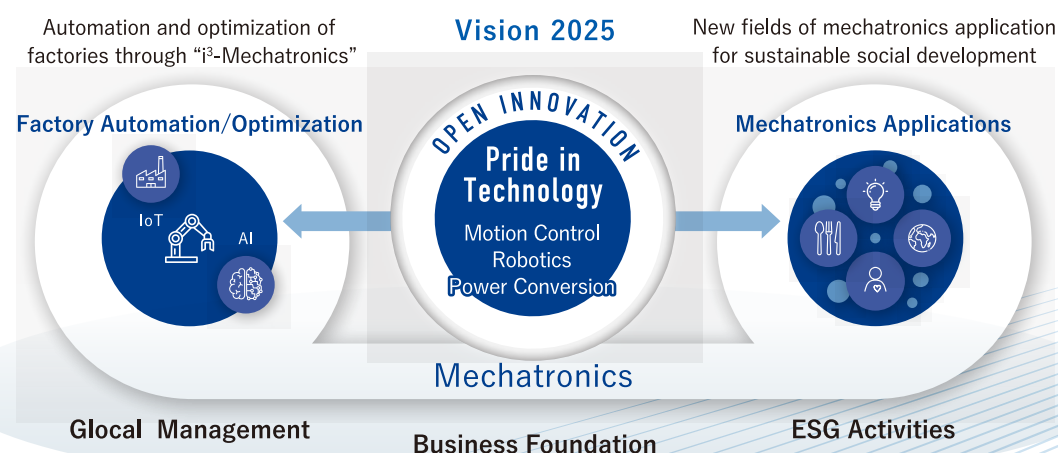 Automation and optimization of
factories through “i³-Mechatronics”
Vision 2025
New fields of mechatronics application
for sustainable social development
Factory Automation/Optimization
IoT
AI
OPEN INNOVATION
Pride in
Technology
Motion Control
Robotics
Power Conversion
Mechatronics Applications
Mechatronics
Glocal Management
Business Foundation
ESG Activities